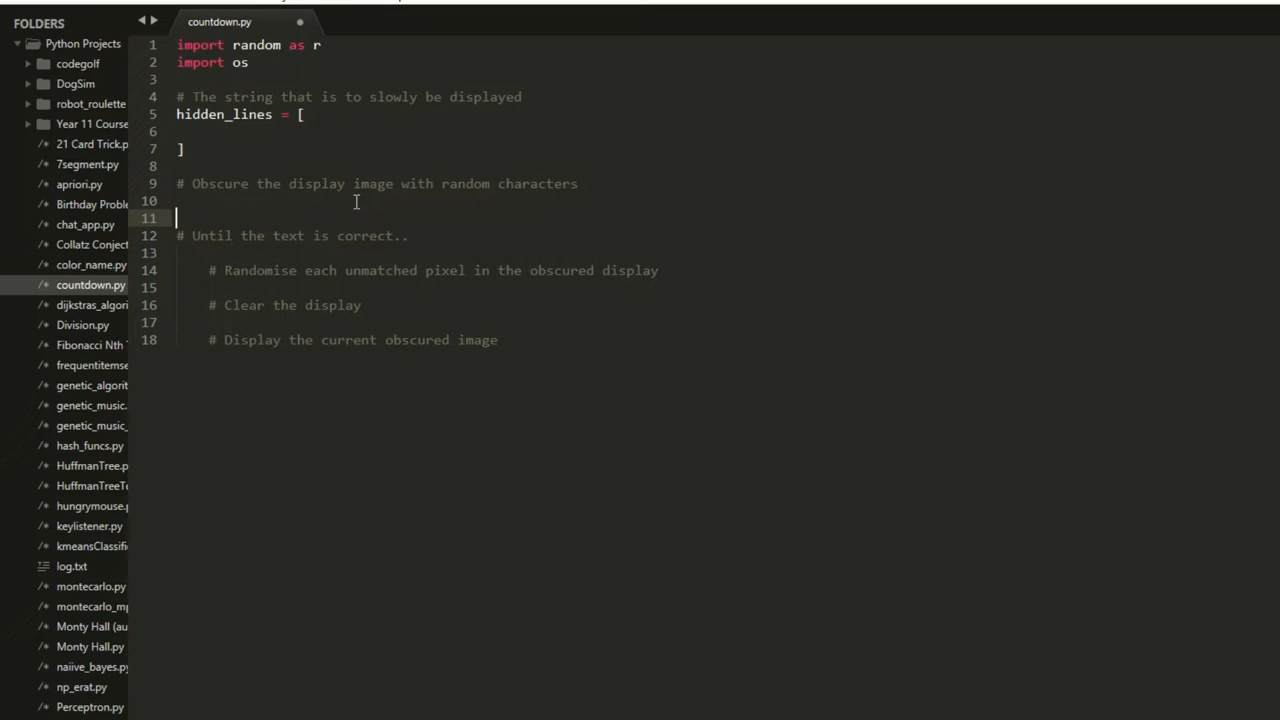 FOLDERS
Python Projects
codegolf
DogSim
robot_roulette
Year 11 Course
21 Card Trick.p
7segment.py
apriori.py
Birthday Proble
chat_app.py
Collatz Conject
color_name.py
countdown.py
dijkstras_algori
Division.py
Fibonacci Nth
frequentitemse
genetic_algorit
genetic_music.
genetic_music_
hash_funcs.py
HuffmanTree.p
HuffmanTreeTe
hungrymouse.p
keylistener.py
kmeansClassifi
log.txt
montecarlo.py
montecarlo_mp
Monty Hall (au
Monty Hall.py
naiive_bayes.py
np_erat.py
Perceptron.py
countdown.py
1 import random as r
2 import os
3
4 # The string that is to slowly be displayed
5 hidden_lines = [
6
7 ]
8
9 # Obscure the display image with random characters
10
11
12 # Until the text is correct..
13
14 # Randomise each unmatched pixel in the obscured display
15
16 # Clear the display
17
18 # Display the current obscured image